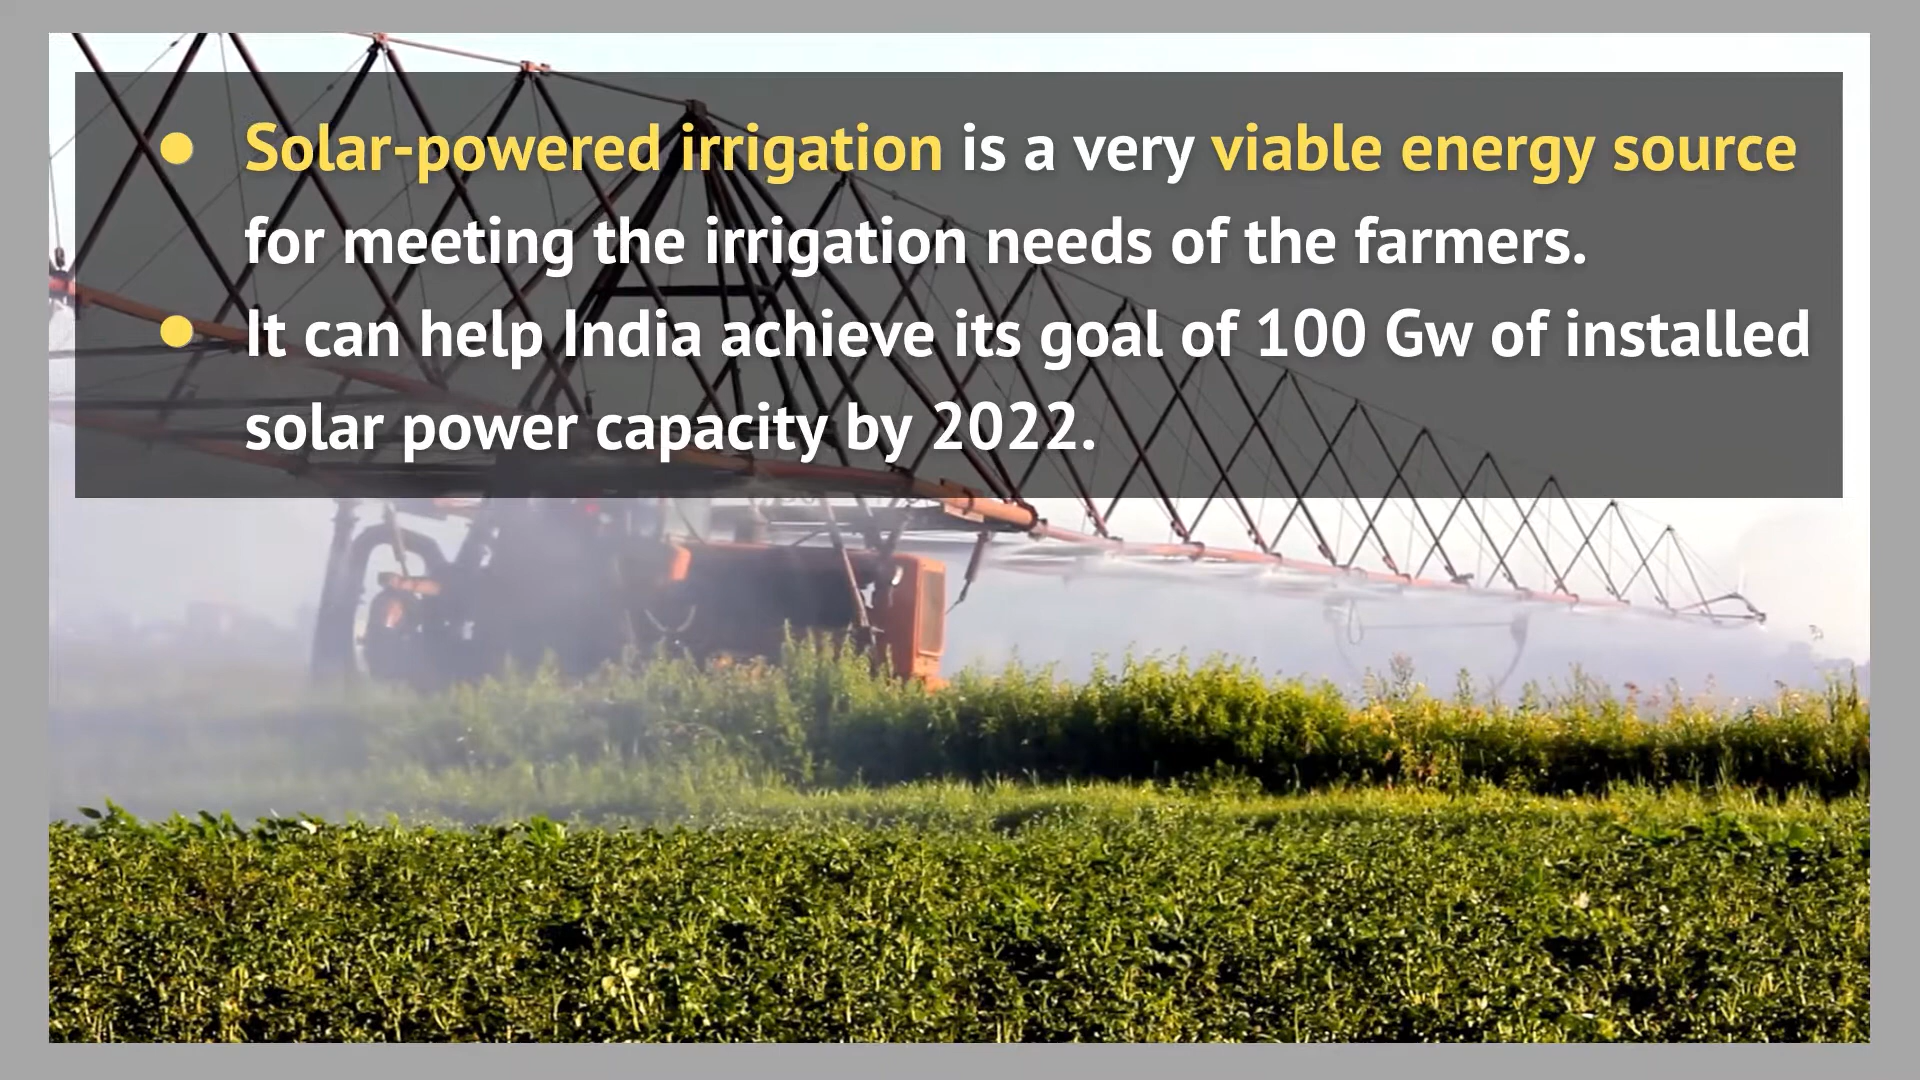 ● Solar-powered irrigation is a very viable energy source
for meeting the irrigation needs of the farmers.
● It can help India achieve its goal of 100 Gw of installed
solar power capacity by 2022.